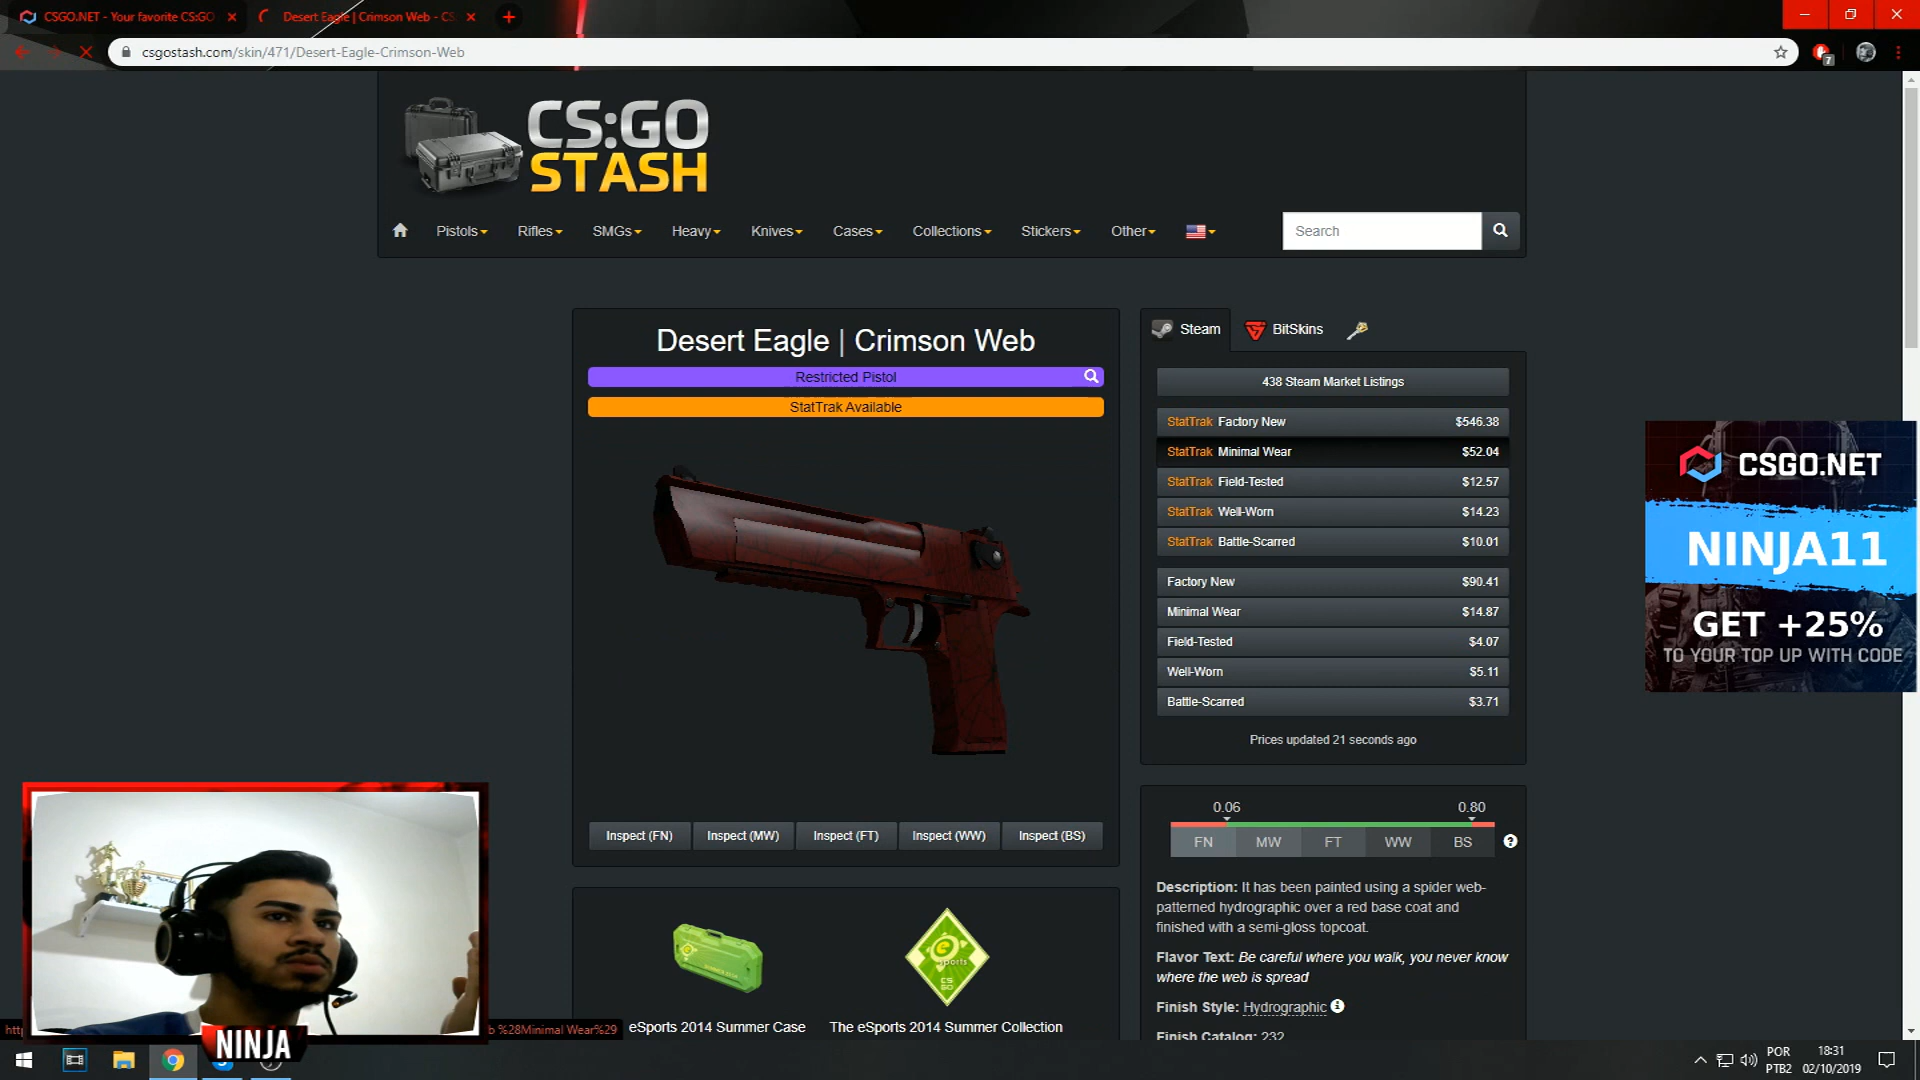 CSGO.NET - Your favorite CS:GO
Desert Eagle | Crimson Web - CS
csgostash.com/skin/471/Desert-Eagle-Crimson-Web
7
CS:GO
STASH
Pistols
Rifles
SMGs
Heavy
Knives
Cases
Collections
Stickers
Other
Search
Desert Eagle | Crimson Web
Restricted Pistol
StatTrak Available
Inspect (FN)
Inspect (MW)
Inspect (FT)
Inspect (WW)
Inspect (BS)
eSports 2014 Summer Case
The eSports 2014 Summer Collection
Steam
BitSkins
438 Steam Market Listings
StatTrak Factory New $546.38
StatTrak Minimal Wear $52.04
StatTrak Field-Tested $12.57
StatTrak Well-Worn $14.23
StatTrak Battle-Scarred $10.01
Factory New $90.41
Minimal Wear $14.87
Field-Tested $4.07
Well-Worn $5.11
Battle-Scarred $3.71
Prices updated 21 seconds ago
0.06 0.80
FN MW FT WW BS
Description: It has been painted using a spider web-
patterned hydrographic over a red base coat and
finished with a semi-gloss topcoat.
Flavor Text: Be careful where you walk, you never know
where the web is spread
Finish Style: Hydrographic
Finish Catalog: 232
CSGO.NET
NINJA11
GET +25%
TO YOUR TOP UP WITH CODE
b %28Minimal Wear%29
NINJA
POR
PTB2
18:31
02/10/2019